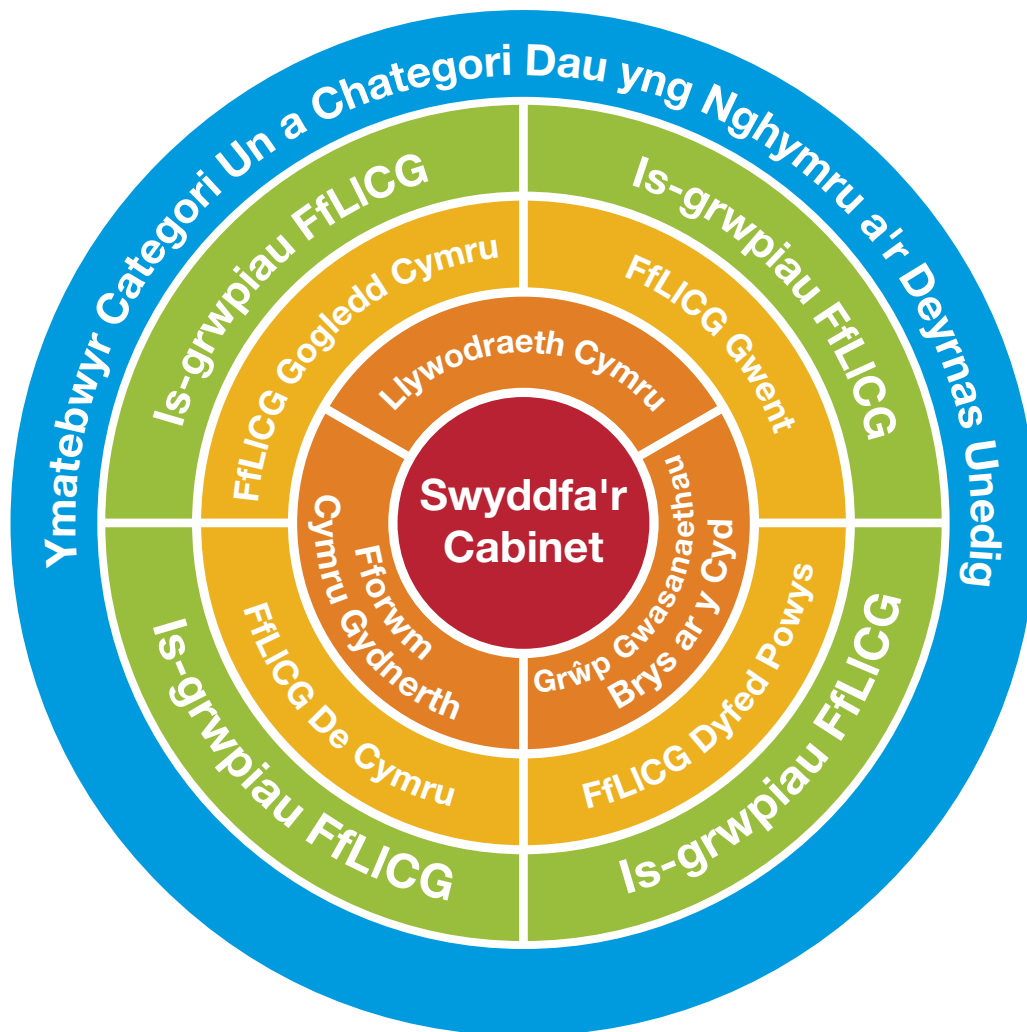 Ymatebwyr Categori Un a Chategori Dau yng Nghymru a'r Deyrnas Unedig
Is-grwpiau FfLlCG
Is-grwpiau FfLlCG
FfLlCG Gogledd Cymru
FfLlCG Gwent
Llywodraeth Cymru
Swyddfa'r
Cabinet
Fforwm
Cymru Gydnerth
Grŵp Gwasanaethan
Brys ar y Cyd
FfLlCG De Cymru
FfLlCG Dyfed Powys
Is-grwpiau FfLlCG
Is-grwpiau FfLlCG